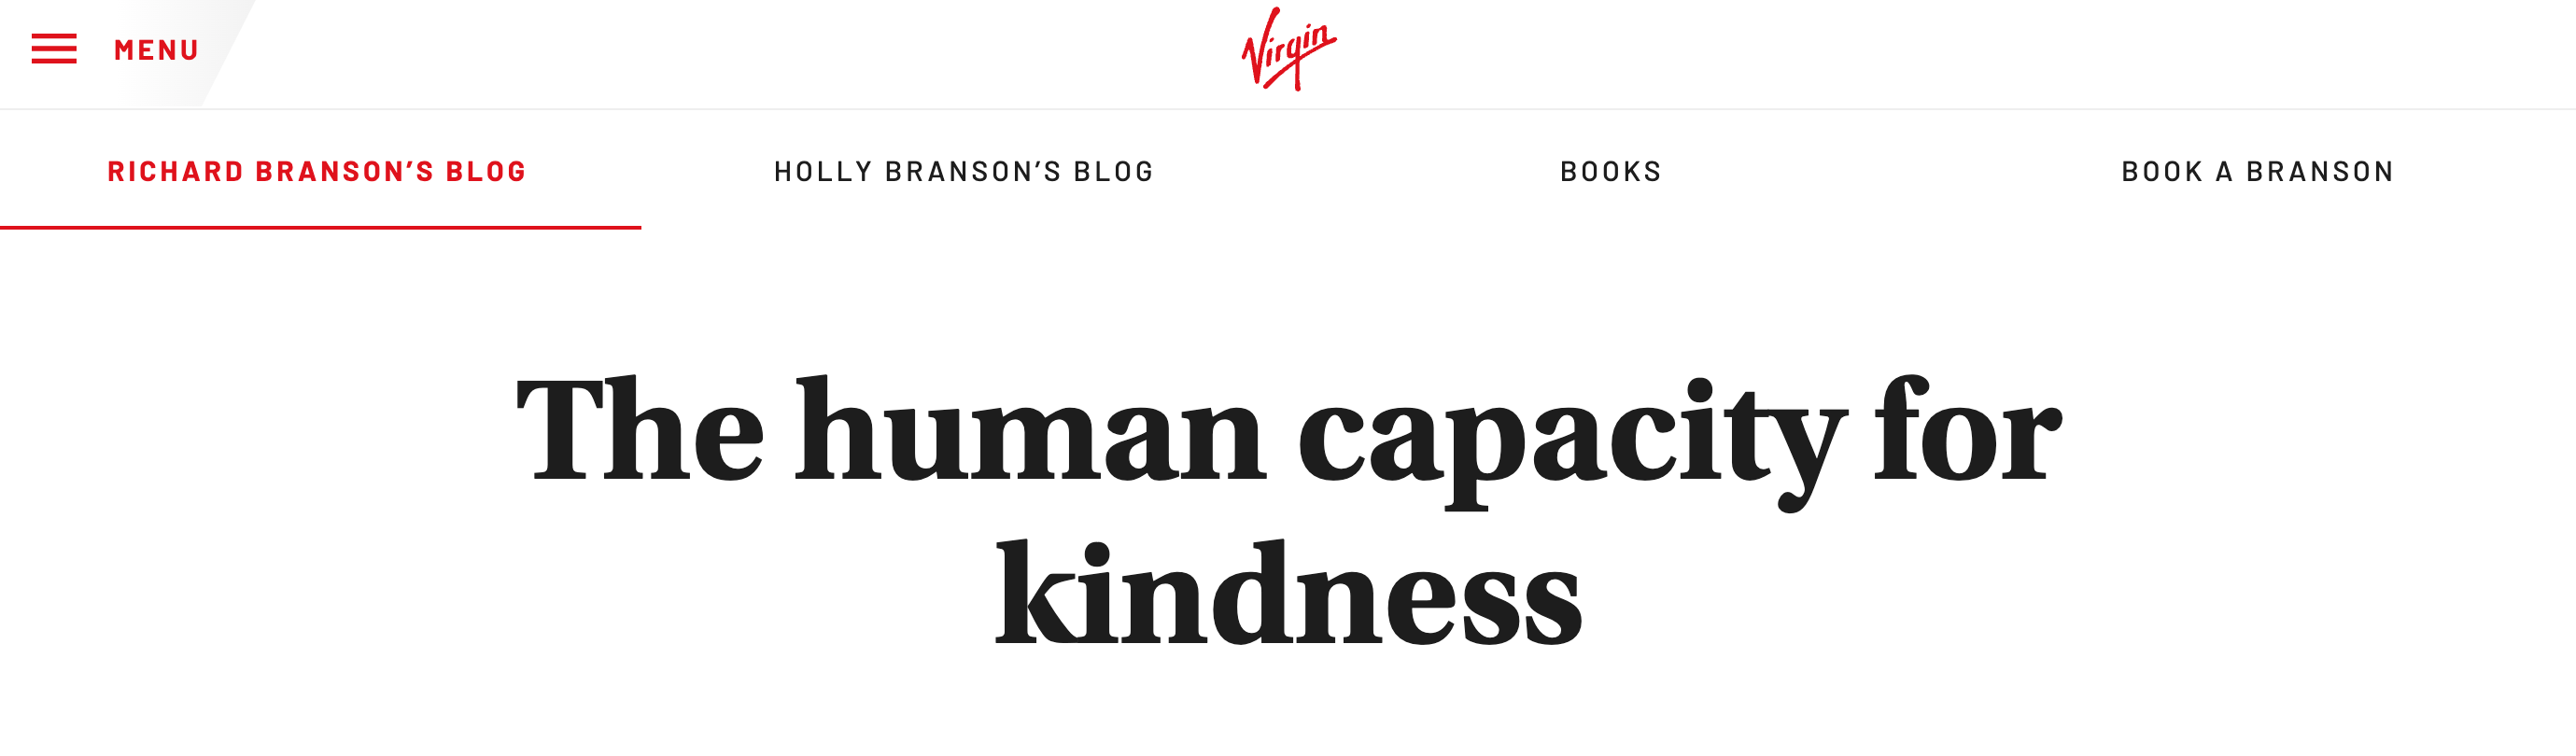 MENU
Virgin
RICHARD BRANSON’S BLOG
HOLLY BRANSON’S BLOG
BOOKS
BOOK A BRANSON
The human capacity for
kindness